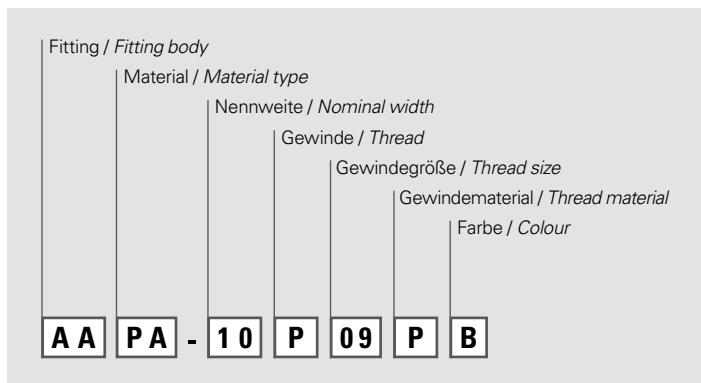 Fitting / Fitting body
Material / Material type
Nennweite / Nominal width
Gewinde / Thread
Gewindegröße / Thread size
Gewindematerial / Thread material
Farbe / Colour
AA PA - 10 P 09 P B